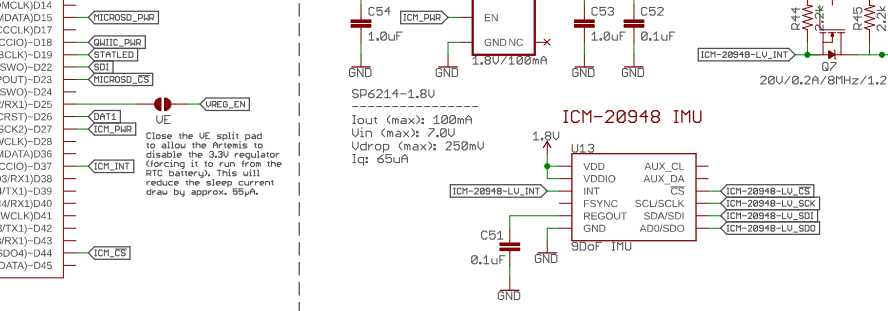 DMCLK)D14
MDATA)D15
MICROSD_PWR
CCCLK)D17
CCIO)~D18
QWIIC_PWR
BCLK)~D19
STATLED
SWO)~D22
SDI
POUT)~D23
MICROSD_CS
SWO)~D24
/RX1)~D25
VE
VREG_EN
CRST)~D26
DAT1
SCK2)~D27
ICM_PWR
WCLK)~D28
MDATA)D36
CCIO)~D37
ICM_INT
3/RX1)D38
4/TX1)~D39
I4/RX1)~D40
WCLK)D41
3/TX1)~D42
3/RX1)~D43
SDO4)~D44
ICM_CS
DATA)~D45
Close the VE split pad
to allow the Artemis to
disable the 3.3V regulator
(forcing it to run from the
RTC battery). This will
reduce the sleep current
draw by approx. 55µA.
C54
1.0uF
GND
ICM_PWR
EN
GND NC
GND
1.8V/100mA
C53
1.0uF
GND
C52
0.1uF
GND
R44
2.2k
R45
2.2k
ICM-20948-LV_INT
Q7
20V/0.2A/8MHz/1.2
SP6214-1.8V
----------------
Iout (max): 100mA
Vin (max): 7.0V
Vdrop (max): 250mV
Iq: 65uA
ICM-20948 IMU
1.8V
U13
VDD
VDDIO
INT
FSYNC
REGOUT
GND
AUX_CL
AUX_DA
CS
SCL/SCLK
SDA/SDI
AD0/SDO
9DoF IMU
ICM-20948-LV_INT
ICM-20948-LV_CS
ICM-20948-LV_SCK
ICM-20948-LV_SDI
ICM-20948-LV_SDO
C51
0.1uF
GND
GND